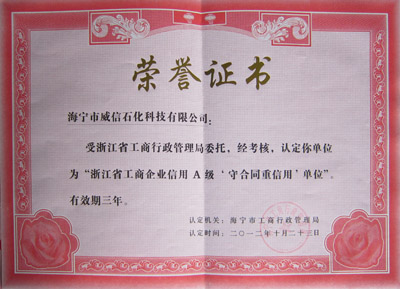 荣誉证书
海宁市威信石化科技有限公司：
受浙江省工商行政管理局委托，经考核，认定你单位
为“浙江省工商企业信用 A 级‘守合同重信用’单位”。
有效期三年。
认定机关：海宁市工商行政管理局
认定时间：二〇一二年十月二十三日